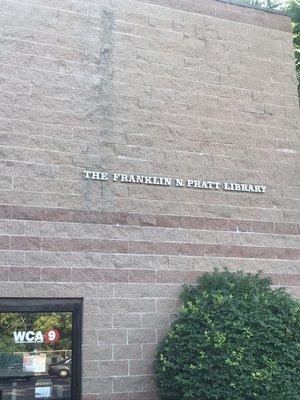 THE FRANKLIN N. PRATT LIBRARY
WCA 9